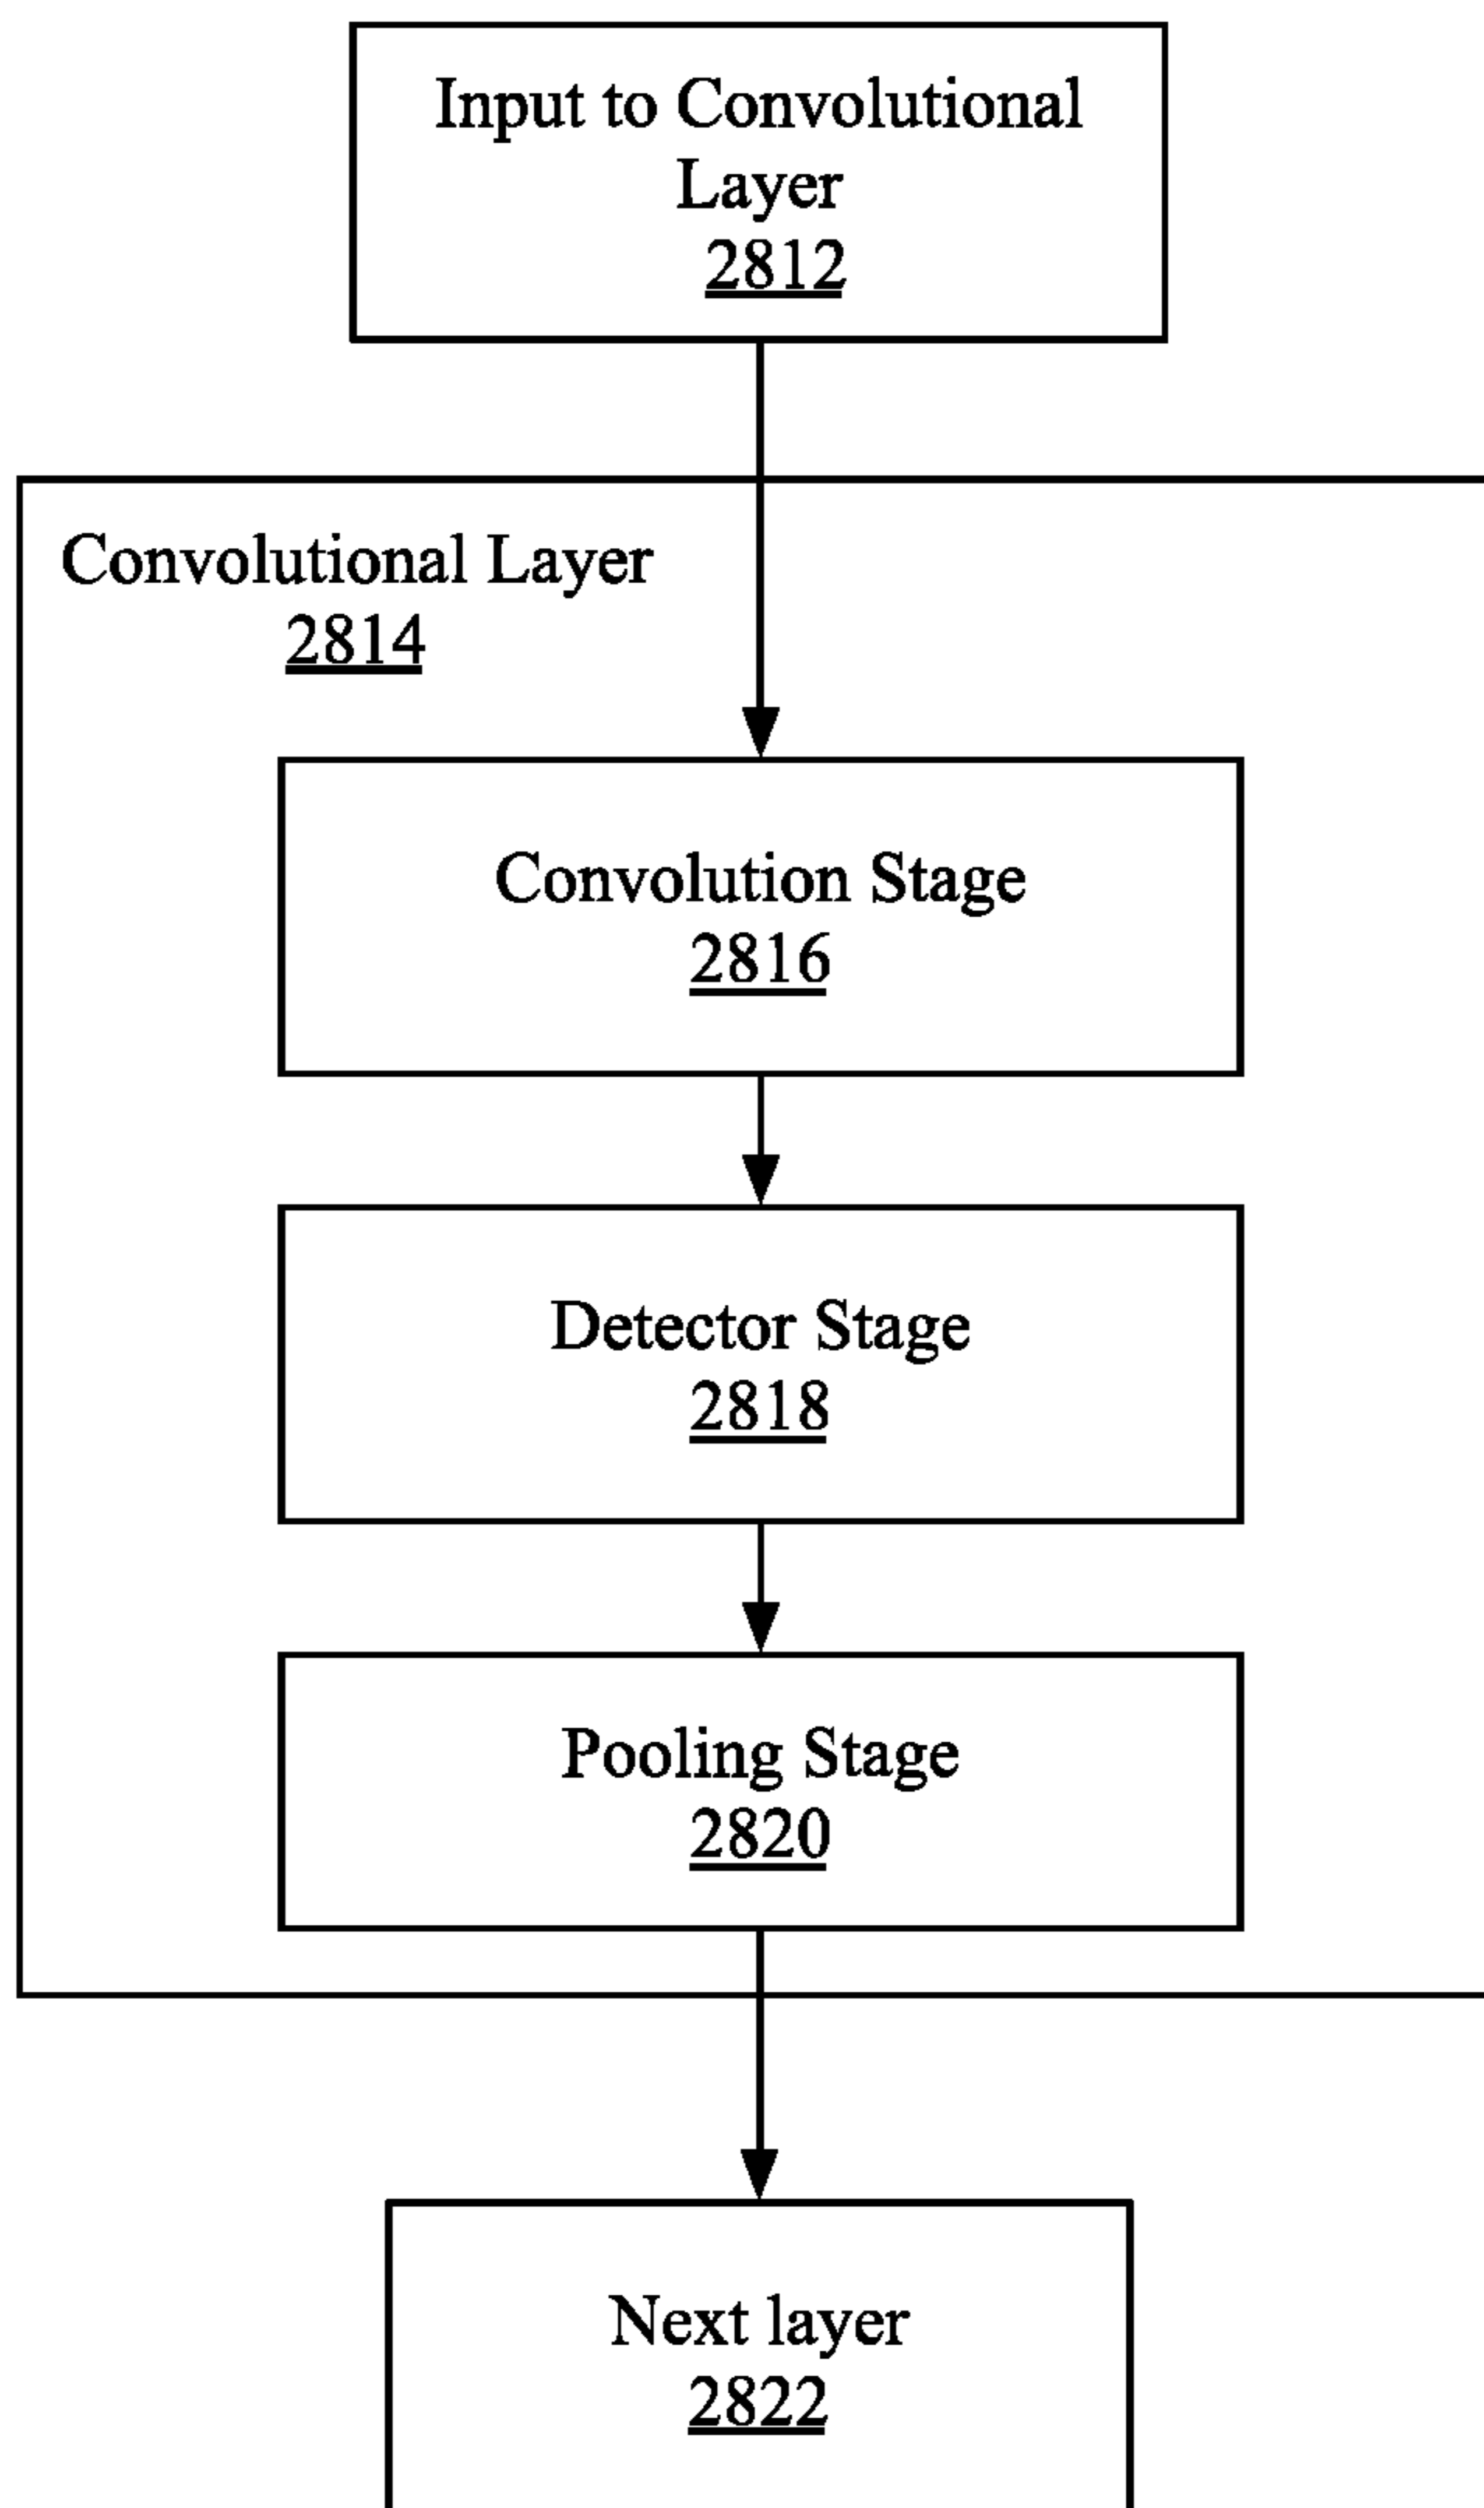 Input to Convolutional
Layer
2812
Convolutional Layer
2814
Convolution Stage
2816
Detector Stage
2818
Pooling Stage
2820
Next layer
2822